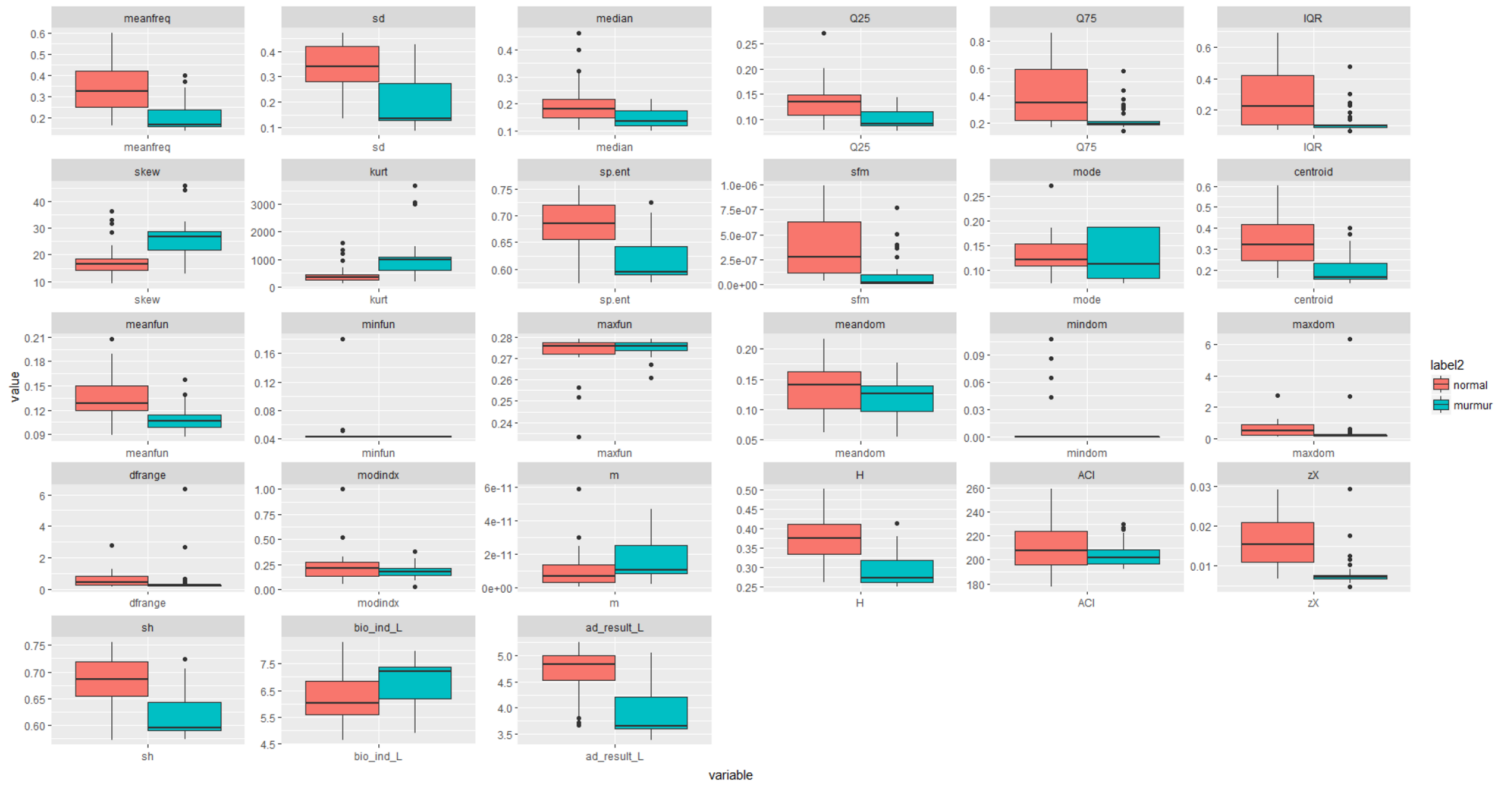 meanfreq
0.6
0.5
0.4
0.3
0.2
meanfreq
sd
0.4
0.3
0.2
0.1
sd
median
0.4
0.3
0.2
0.1
median
Q25
0.25
0.20
0.15
0.10
Q25
Q75
0.8
0.6
0.4
0.2
Q75
IQR
0.6
0.4
0.2
IQR
skew
40
30
20
10
skew
kurt
3000
2000
1000
0
kurt
sp.ent
0.75
0.70
0.65
0.60
sp.ent
sfm
1.0e-06
7.5e-07
5.0e-07
2.5e-07
0.0e+00
sfm
mode
0.25
0.20
0.15
0.10
mode
centroid
0.6
0.5
0.4
0.3
0.2
centroid
value
meanfun
0.21
0.18
0.15
0.12
0.09
meanfun
minfun
0.16
0.12
0.08
0.04
minfun
maxfun
0.28
0.27
0.26
0.25
0.24
maxfun
meandom
0.20
0.15
0.10
0.05
meandom
mindom
0.09
0.06
0.03
0.00
mindom
maxdom
6
4
2
0
maxdom
label2
normal
murmur
dfrange
6
4
2
0
dfrange
modindx
1.00
0.75
0.50
0.25
0.00
modindx
m
6e-11
4e-11
2e-11
0e+00
m
H
0.50
0.45
0.40
0.35
0.30
0.25
H
ACI
260
240
220
200
180
ACI
zX
0.03
0.02
0.01
zX
sh
0.75
0.70
0.65
0.60
sh
bio_ind_L
7.5
6.5
5.5
4.5
bio_ind_L
ad_result_L
5.0
4.5
4.0
3.5
ad_result_L
variable